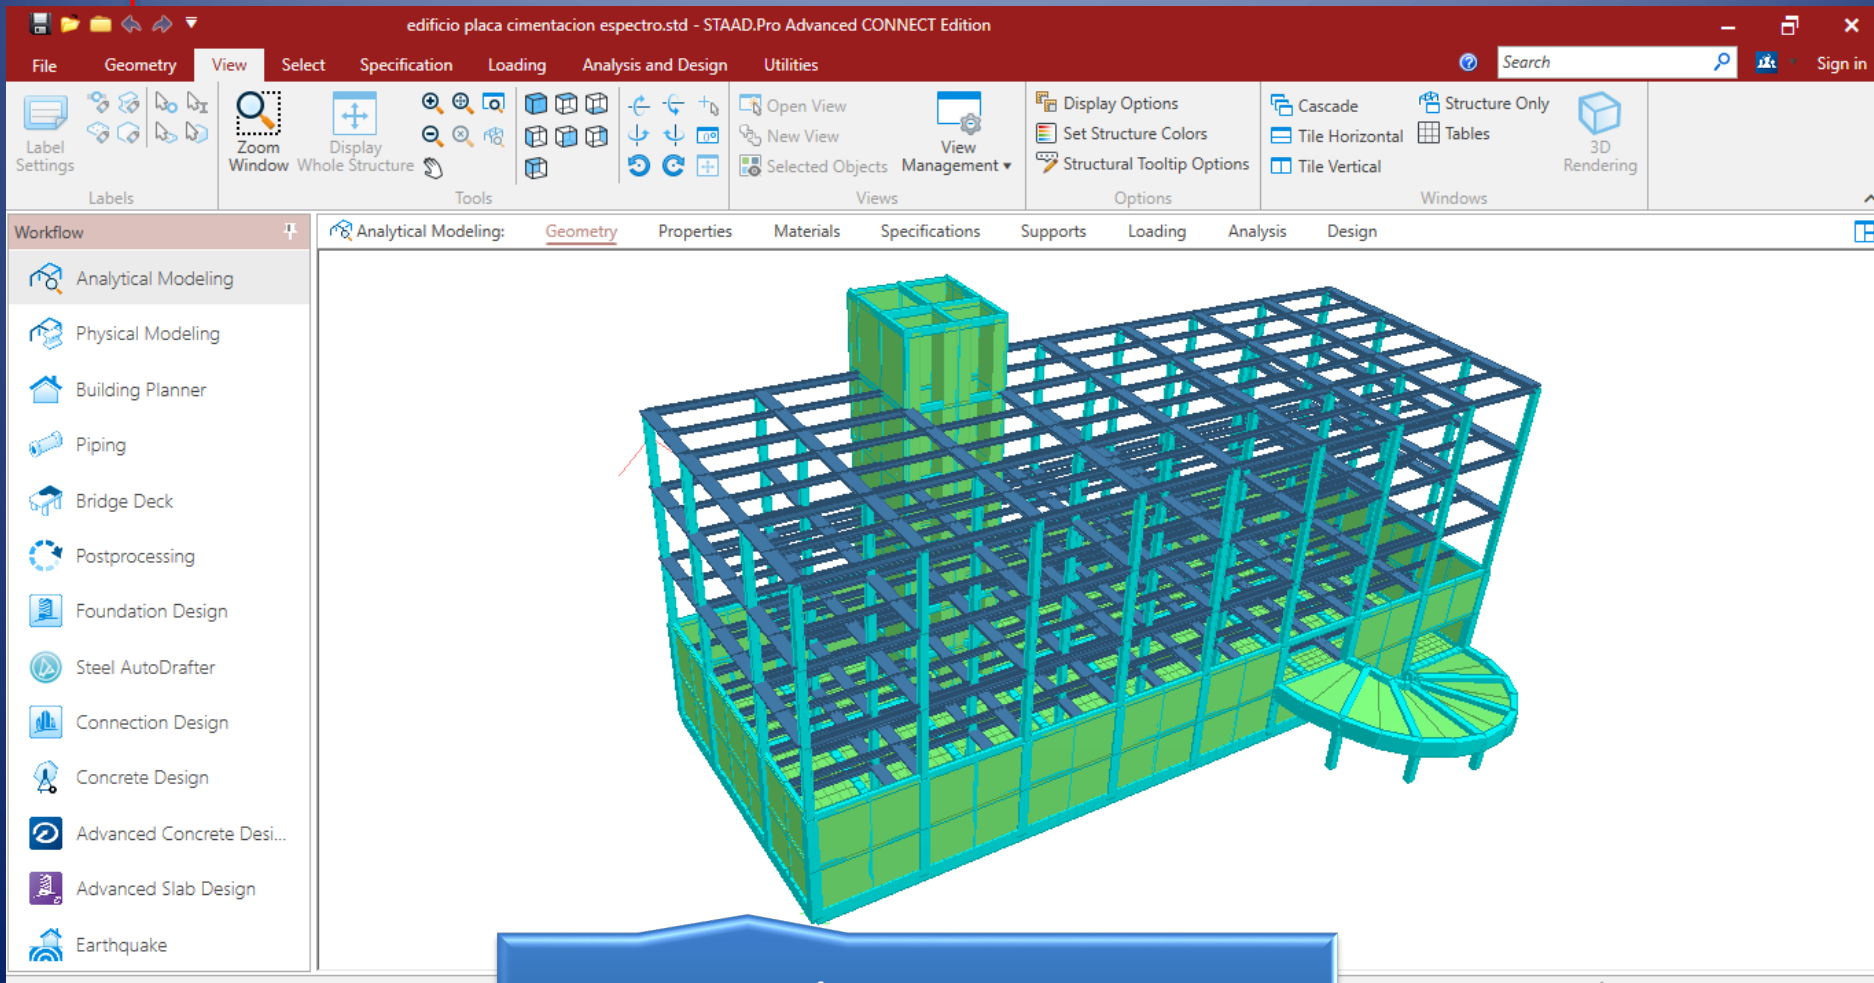 edificio placa cimentacion espectro.std - STAAD.Pro Advanced CONNECT Edition
File Geometry View Select Specification Loading Analysis and Design Utilities
Search
Sign in
Label
Settings
Labels
Zoom
Window
Display
Whole Structure
Tools
Open View
New View
Selected Objects
View
Management
Views
Display Options
Set Structure Colors
Structural Tooltip Options
Options
Cascade
Tile Horizontal
Tile Vertical
Structure Only
Tables
Windows
3D
Rendering
Workflow
Analytical Modeling: Geometry Properties Materials Specifications Supports Loading Analysis Design
Analytical Modeling
Physical Modeling
Building Planner
Piping
Bridge Deck
Postprocessing
Foundation Design
Steel AutoDrafter
Connection Design
Concrete Design
Advanced Concrete Desi...
Advanced Slab Design
Earthquake